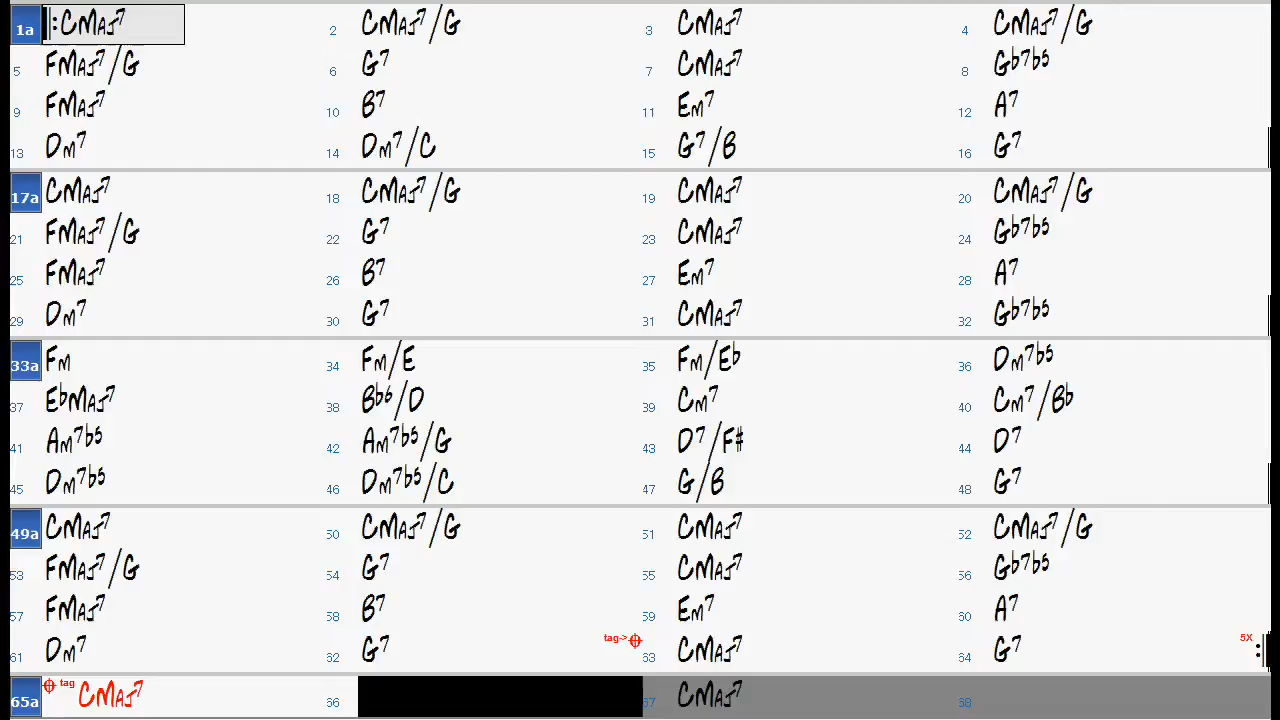 1a |:CMaj7 2 CMaj7/G 3 CMaj7 4 CMaj7/G
5 FMaj7/G 6 G7 7 CMaj7 8 Gb7b5
9 FMaj7 10 B7 11 Em7 12 A7
13 Dm7 14 Dm7/C 15 G7/B 16 G7
17a CMaj7 18 CMaj7/G 19 CMaj7 20 CMaj7/G
21 FMaj7/G 22 G7 23 CMaj7 24 Gb7b5
25 FMaj7 26 B7 27 Em7 28 A7
29 Dm7 30 G7 31 CMaj7 32 Gb7b5
33a Fm 34 Fm/E 35 Fm/Eb 36 Dm7b5
37 EbMaj7 38 Bb6/D 39 Cm7 40 Cm7/Bb
41 Am7b5 42 Am7b5/G 43 D7/F# 44 D7
45 Dm7b5 46 Dm7b5/C 47 G/B 48 G7
49a CMaj7 50 CMaj7/G 51 CMaj7 52 CMaj7/G
53 FMaj7/G 54 G7 55 CMaj7 56 Gb7b5
57 FMaj7 58 B7 59 Em7 60 A7
61 Dm7 62 G7 tag-> 63 CMaj7 64 G7 5X :|
65a tag CMaj7 66 67 CMaj7 68